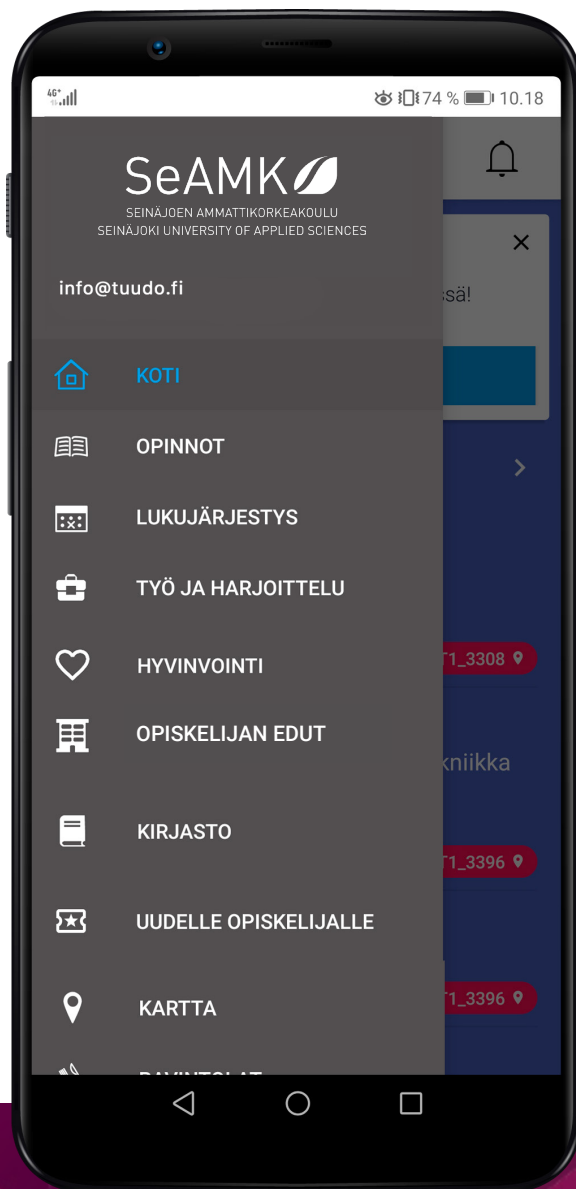 4G+
74 % 10.18
SeAMK
SEINÄJOEN AMMATTIKORKEAKOULU
SEINÄJOKI UNIVERSITY OF APPLIED SCIENCES
info@tuudo.fi
ssä!
KOTI
OPINNOT
LUKUJÄRJESTYS
TYÖ JA HARJOITTELU
HYVINVOINTI
T1_3308
OPISKELIJAN EDUT
kniikka
KIRJASTO
T1_3396
UUDELLE OPISKELIJALLE
KARTTA
T1_3396
RAVINTOLAT